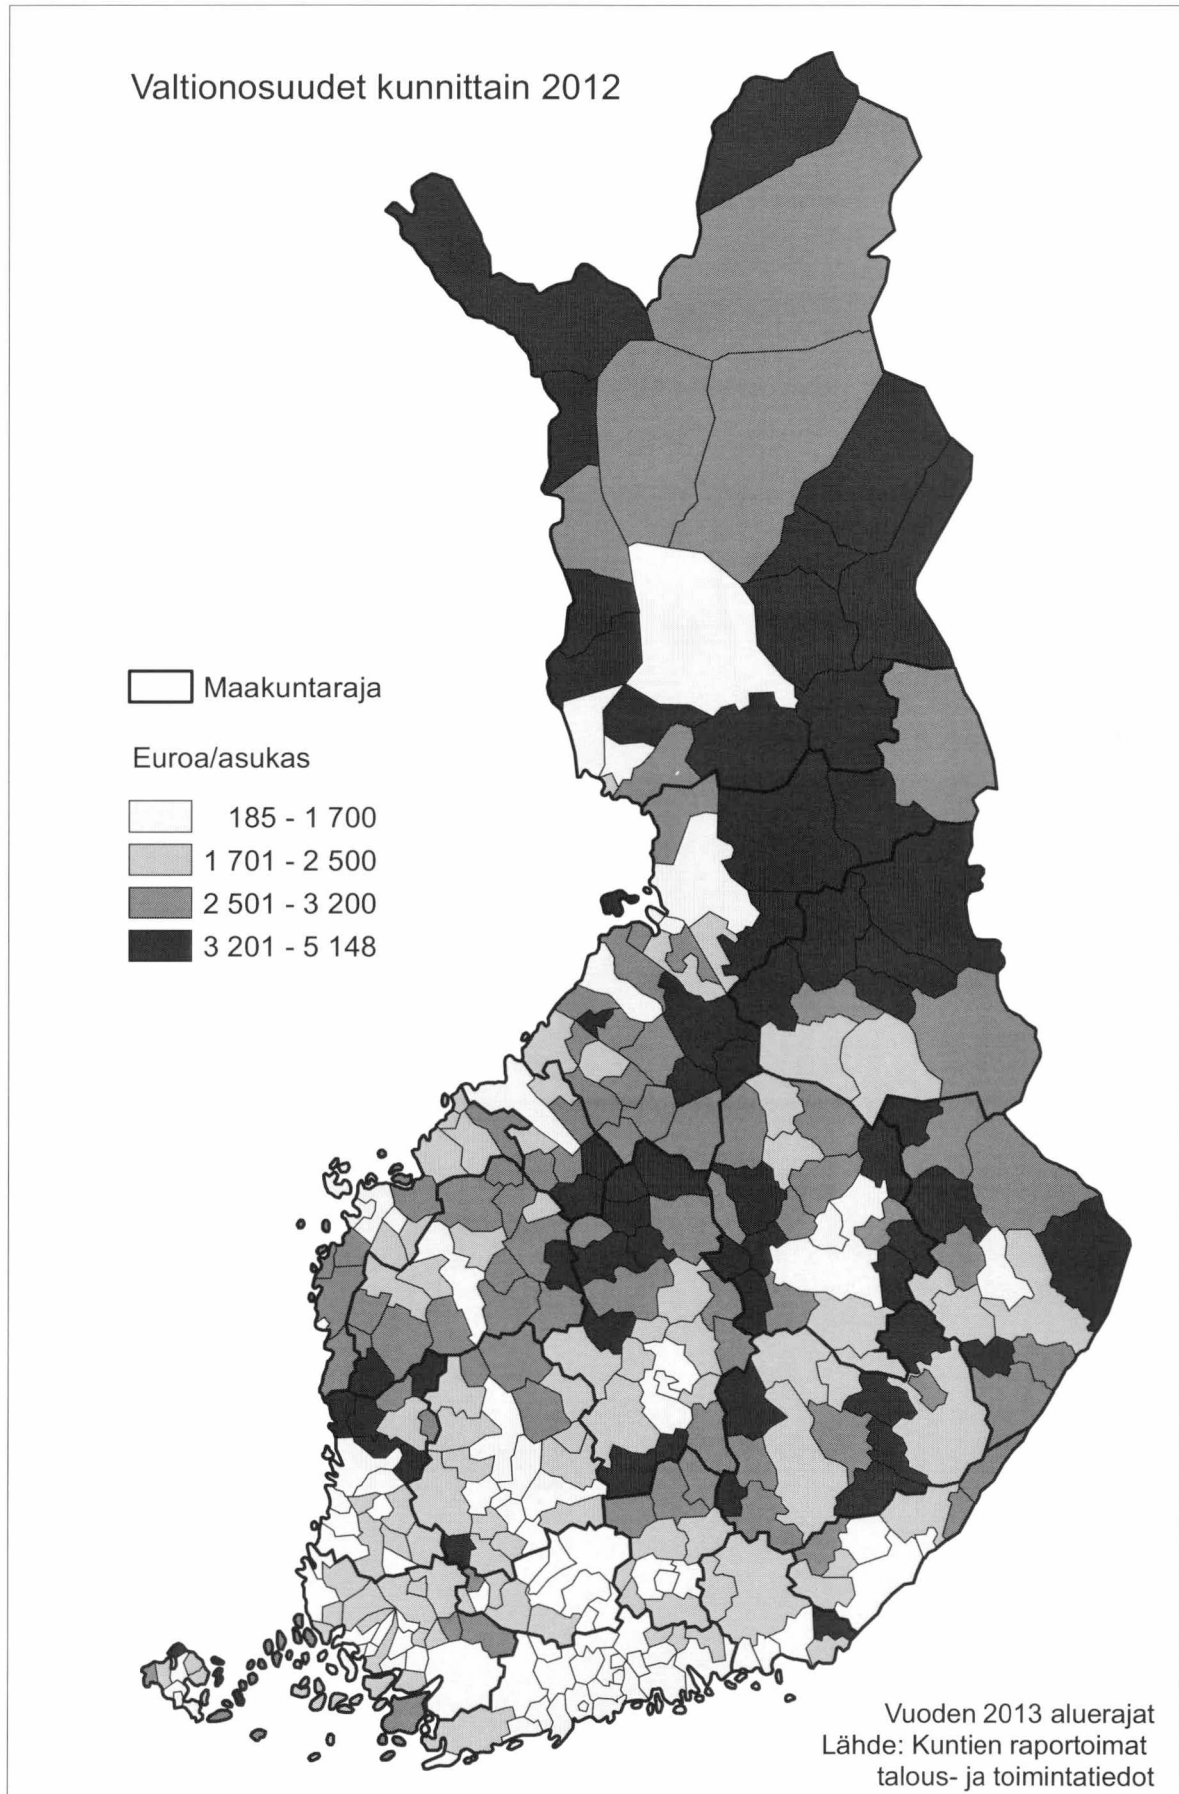 Valtionosuudet kunnittain 2012
Maakuntaraja
Euroa/asukas
185 - 1 700
1 701 - 2 500
2 501 - 3 200
3 201 - 5 148
Vuoden 2013 aluerajat
Lähde: Kuntien raportoimat
talous- ja toimintatiedot